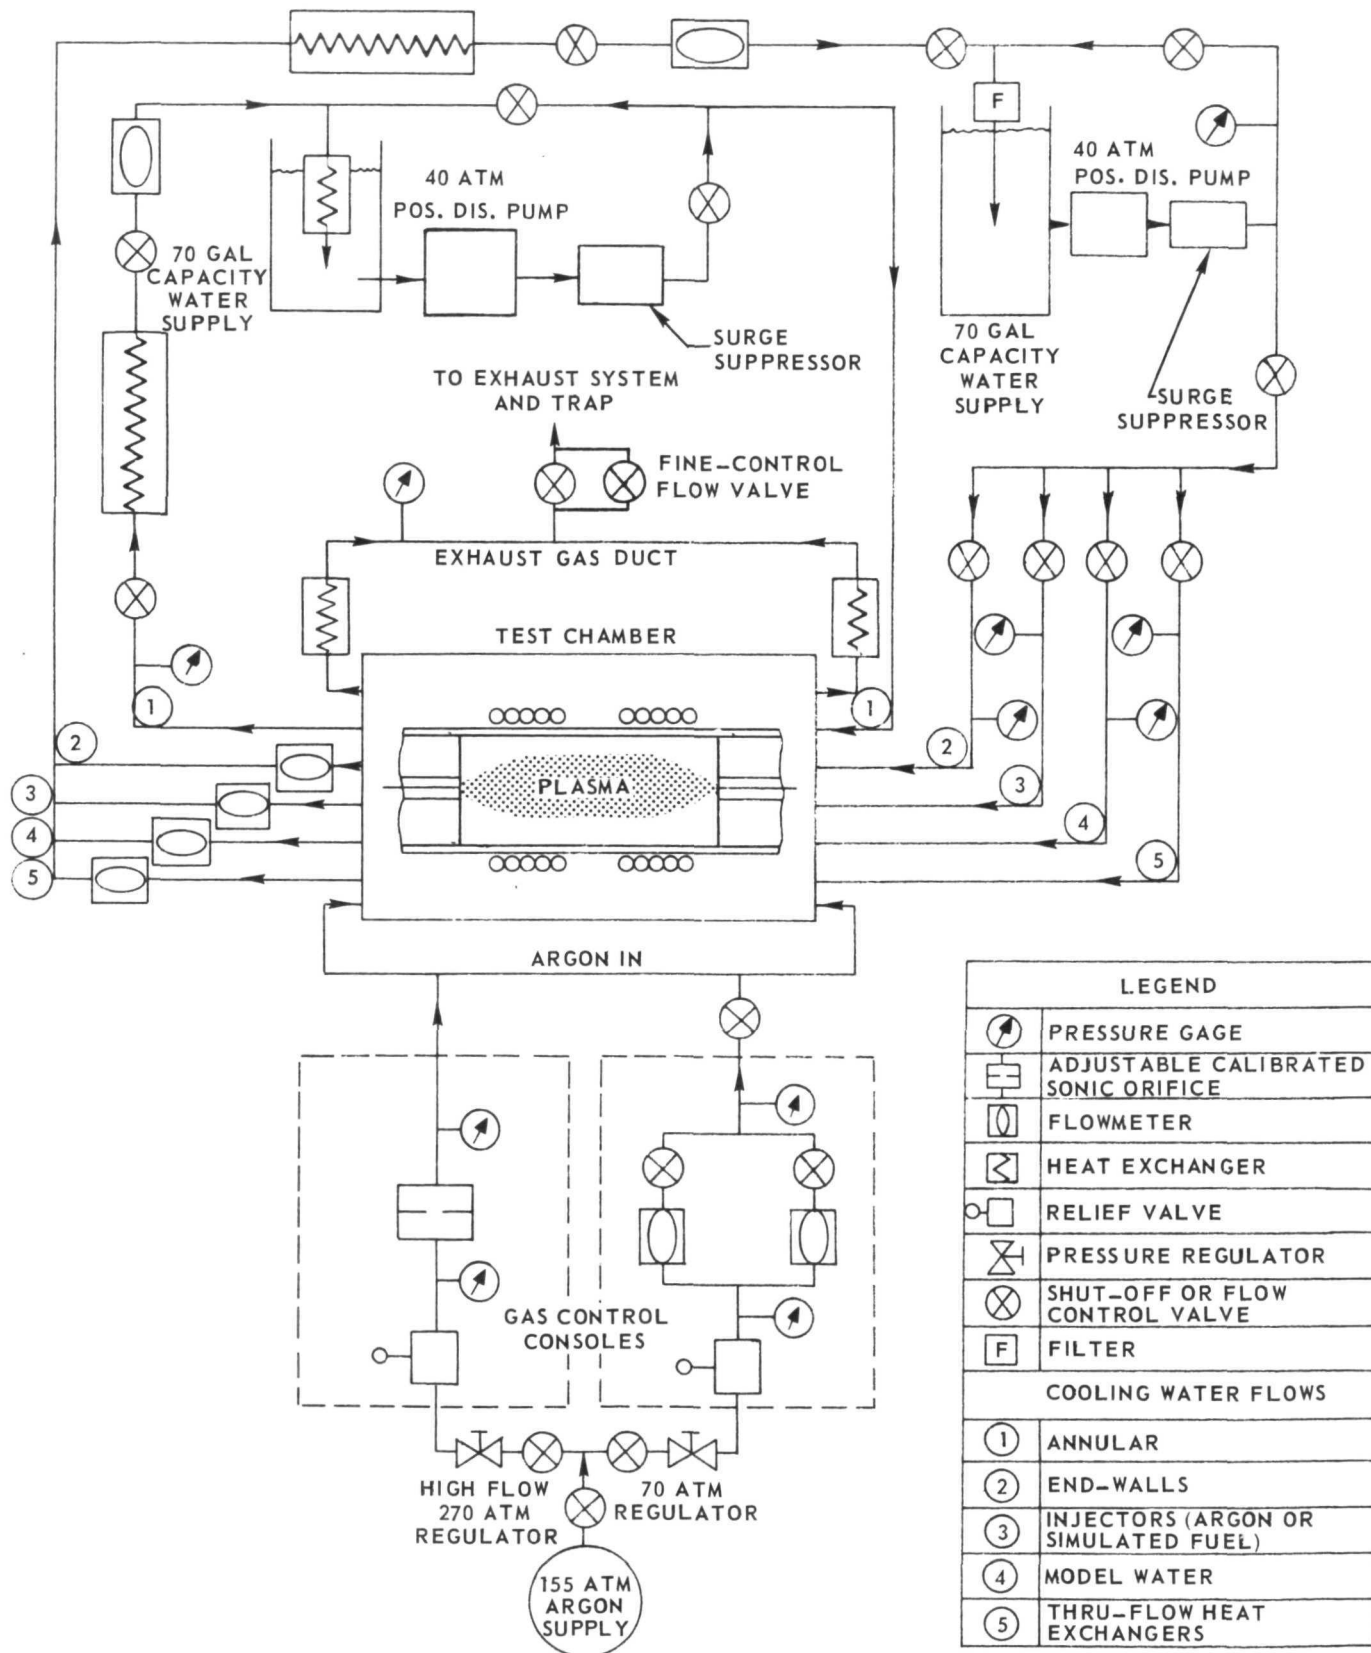 F
40 ATM
POS. DIS. PUMP
40 ATM
POS. DIS. PUMP
70 GAL
CAPACITY
WATER
SUPPLY
SURGE
SUPPRESSOR
70 GAL
CAPACITY
WATER
SUPPLY
SURGE
SUPPRESSOR
TO EXHAUST SYSTEM
AND TRAP
FINE-CONTROL
FLOW VALVE
EXHAUST GAS DUCT
TEST CHAMBER
1
1
2
2
PLASMA
3
3
4
4
5
5
ARGON IN
GAS CONTROL
CONSOLES
HIGH FLOW
270 ATM
REGULATOR
70 ATM
REGULATOR
155 ATM
ARGON
SUPPLY
LEGEND
PRESSURE GAGE
ADJUSTABLE CALIBRATED
SONIC ORIFICE
FLOWMETER
HEAT EXCHANGER
RELIEF VALVE
PRESSURE REGULATOR
SHUT-OFF OR FLOW
CONTROL VALVE
F FILTER
COOLING WATER FLOWS
1 ANNULAR
2 END-WALLS
3 INJECTORS (ARGON OR
SIMULATED FUEL)
4 MODEL WATER
5 THRU-FLOW HEAT
EXCHANGERS